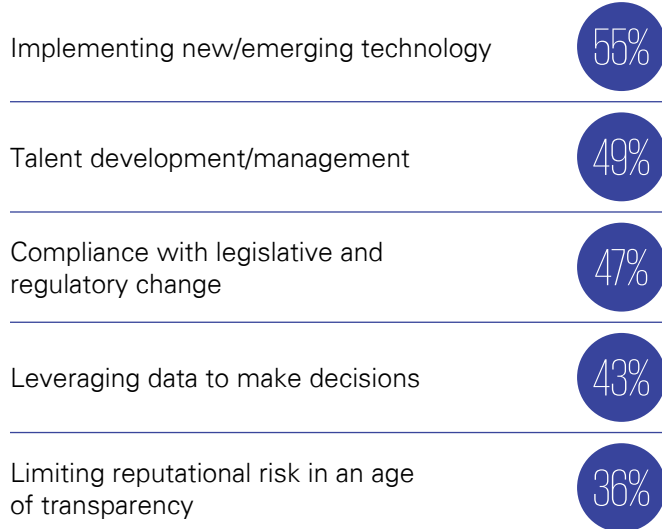 Implementing new/emerging technology
55%
Talent development/management
49%
Compliance with legislative and
regulatory change
47%
Leveraging data to make decisions
43%
Limiting reputational risk in an age
of transparency
36%